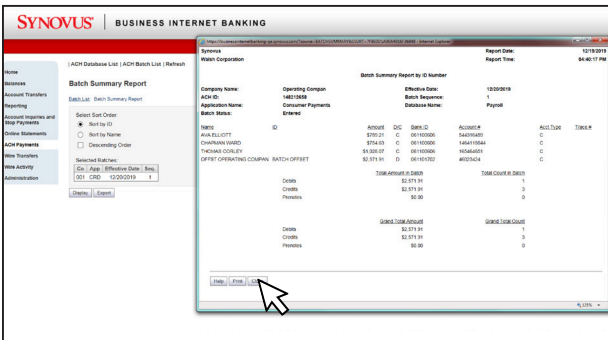 SYNOVUS® | BUSINESS INTERNET BANKING
| ACH Database List | ACH Batch List | Refresh
Home
Balances
Account Transfers
Reporting
Account Inquiries and
Stop Payments
Online Statements
ACH Payments
Wire Transfers
Wire Activity
Administration
Batch Summary Report
Batch List Batch Summary Report
Select Sort Order:
Sort by ID
Sort by Name
Descending Order
Selected Batches:
Co App Effective Date Seq.
001 CRD 12/20/2019 1
Display Export
Synovus Report Date: 12/19/2019
Walsh Corporation Report Time: 04:40:17 PM
Batch Summary Report by ID Number
Company Name: Operating Compan Effective Date: 12/20/2019
ACH ID: 148212658 Batch Sequence: 1
Application Name: Consumer Payments Database Name: Payroll
Batch Status: Entered
Name ID Amount D/C Bank ID Account # Acct Type Trace #
AVA ELLIOTT $789.21 C 061100606 544316489 C
CHAPMAN WARD $754.63 C 061100606 C
THOMAS CORLEY $1,028.07 C 061100606 165464651 C
OFFST OPERATING COMPAN BATCH OFFSET $2,571.91 D 061101702 46023424 C
Total Amount in Batch Total Count in Batch
Debits $2,571.91 1
Credits $2,571.91 3
Prenotes $0.00 0
Grand Total Amount Grand Total Count
Debits $2,571.91 1
Credits $2,571.91 3
Prenotes $0.00 0
Help Print
125%